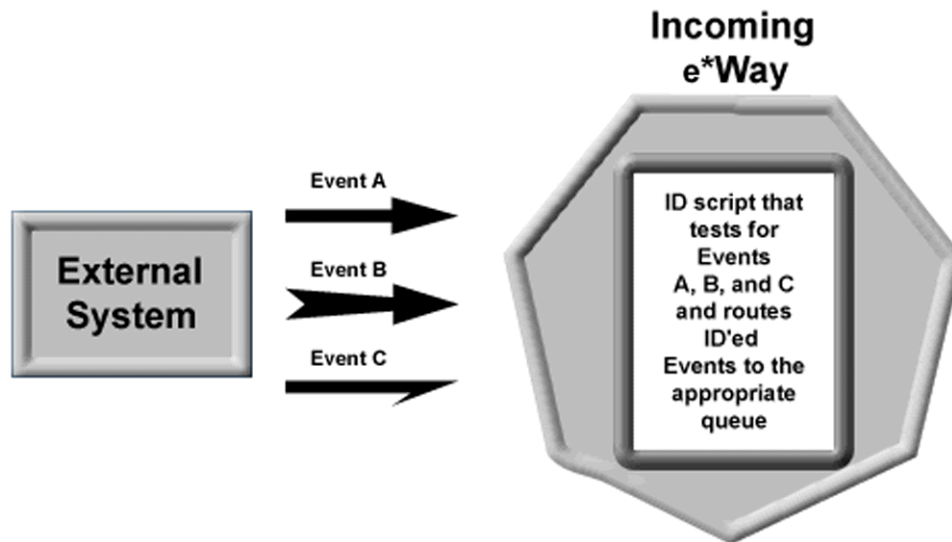 Incoming
e*Way
Event A
External
System
Event B
Event C
ID script that
tests for
Events
A, B, and C
and routes
ID'ed
Events to the
appropriate
queue